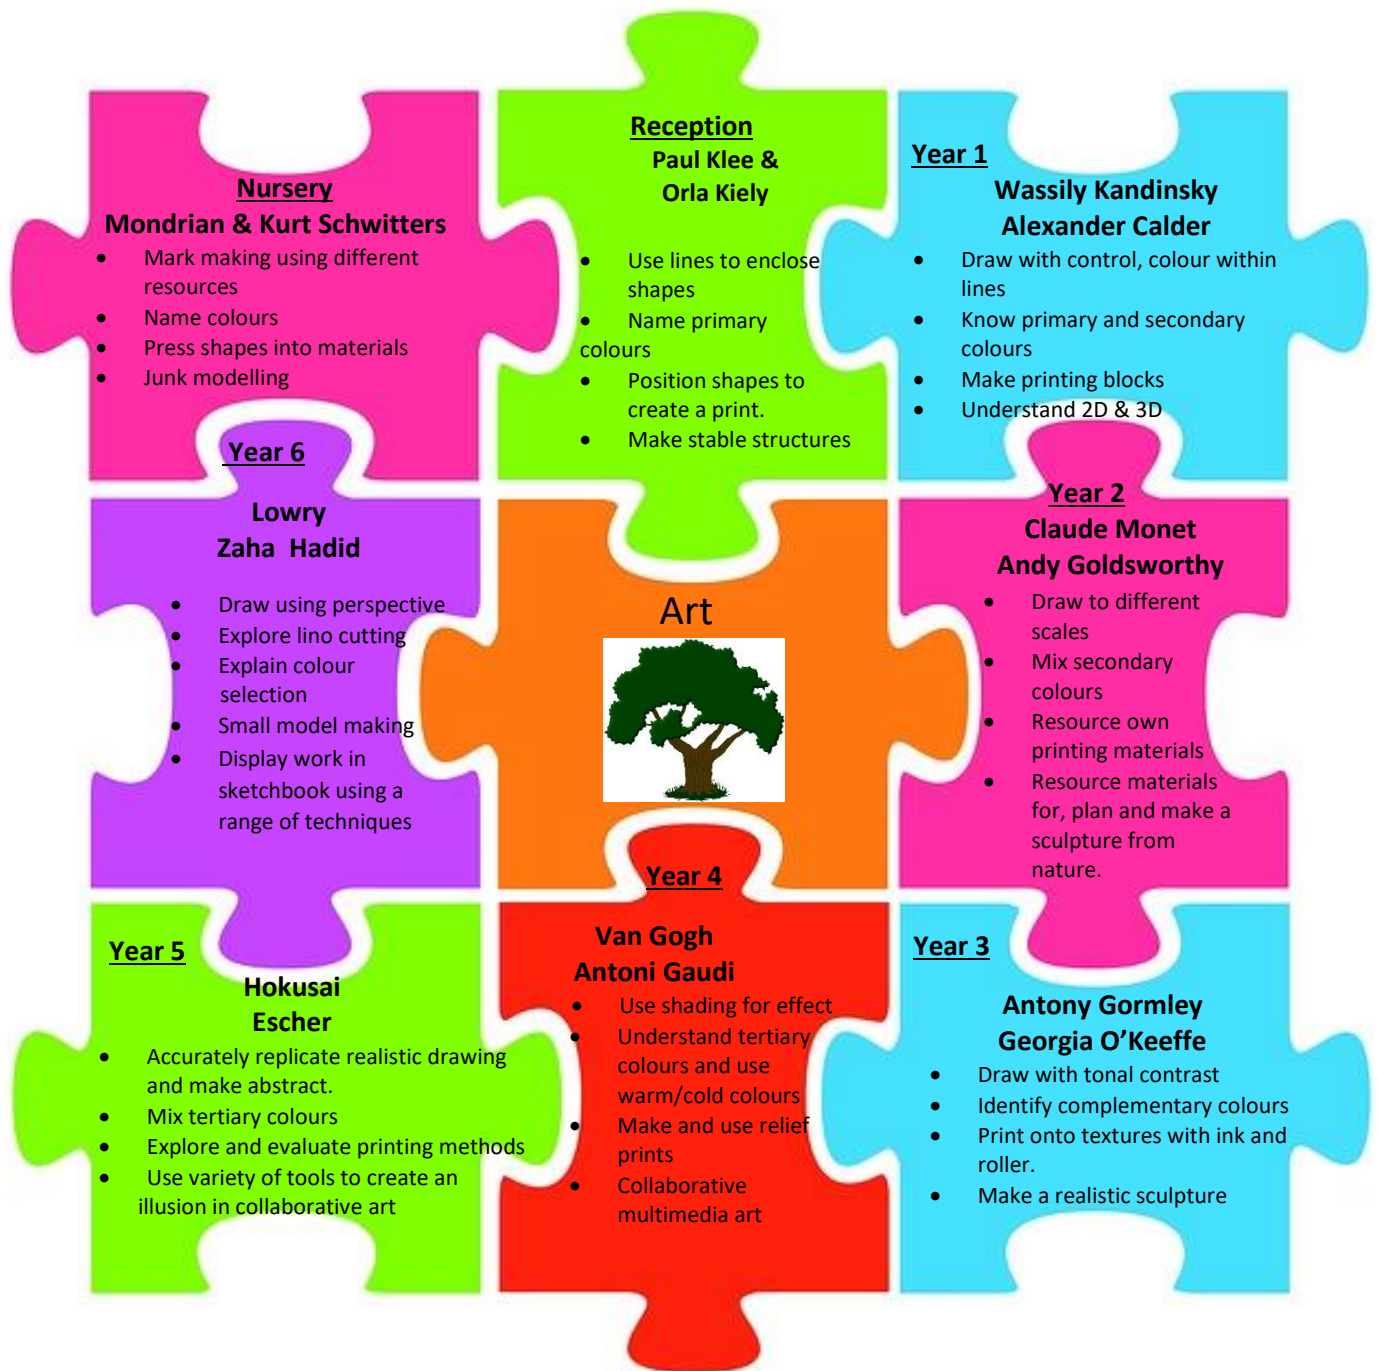 Nursery
Mondrian & Kurt Schwitters
• Mark making using different
resources
• Name colours
• Press shapes into materials
• Junk modelling
Reception
Paul Klee &
Orla Kiely
• Use lines to enclose
shapes
• Name primary
colours
• Position shapes to
create a print.
• Make stable structures
Year 1
Wassily Kandinsky
Alexander Calder
• Draw with control, colour within
lines
• Know primary and secondary
colours
• Make printing blocks
• Understand 2D & 3D
Year 6
Lowry
Zaha Hadid
• Draw using perspective
• Explore lino cutting
• Explain colour
selection
• Small model making
• Display work in
sketchbook using a
range of techniques
Art
Year 2
Claude Monet
Andy Goldsworthy
• Draw to different
scales
• Mix secondary
colours
• Resource own
printing materials
• Resource materials
for, plan and make a
sculpture from
nature.
Year 5
Hokusai
Escher
• Accurately replicate realistic drawing
and make abstract.
• Mix tertiary colours
• Explore and evaluate printing methods
• Use variety of tools to create an
illusion in collaborative art
Year 4
Van Gogh
Antoni Gaudi
• Use shading for effect
• Understand tertiary
colours and use
warm/cold colours
• Make and use relief
prints
• Collaborative
multimedia art
Year 3
Antony Gormley
Georgia O’Keeffe
• Draw with tonal contrast
• Identify complementary colours
• Print onto textures with ink and
roller.
• Make a realistic sculpture